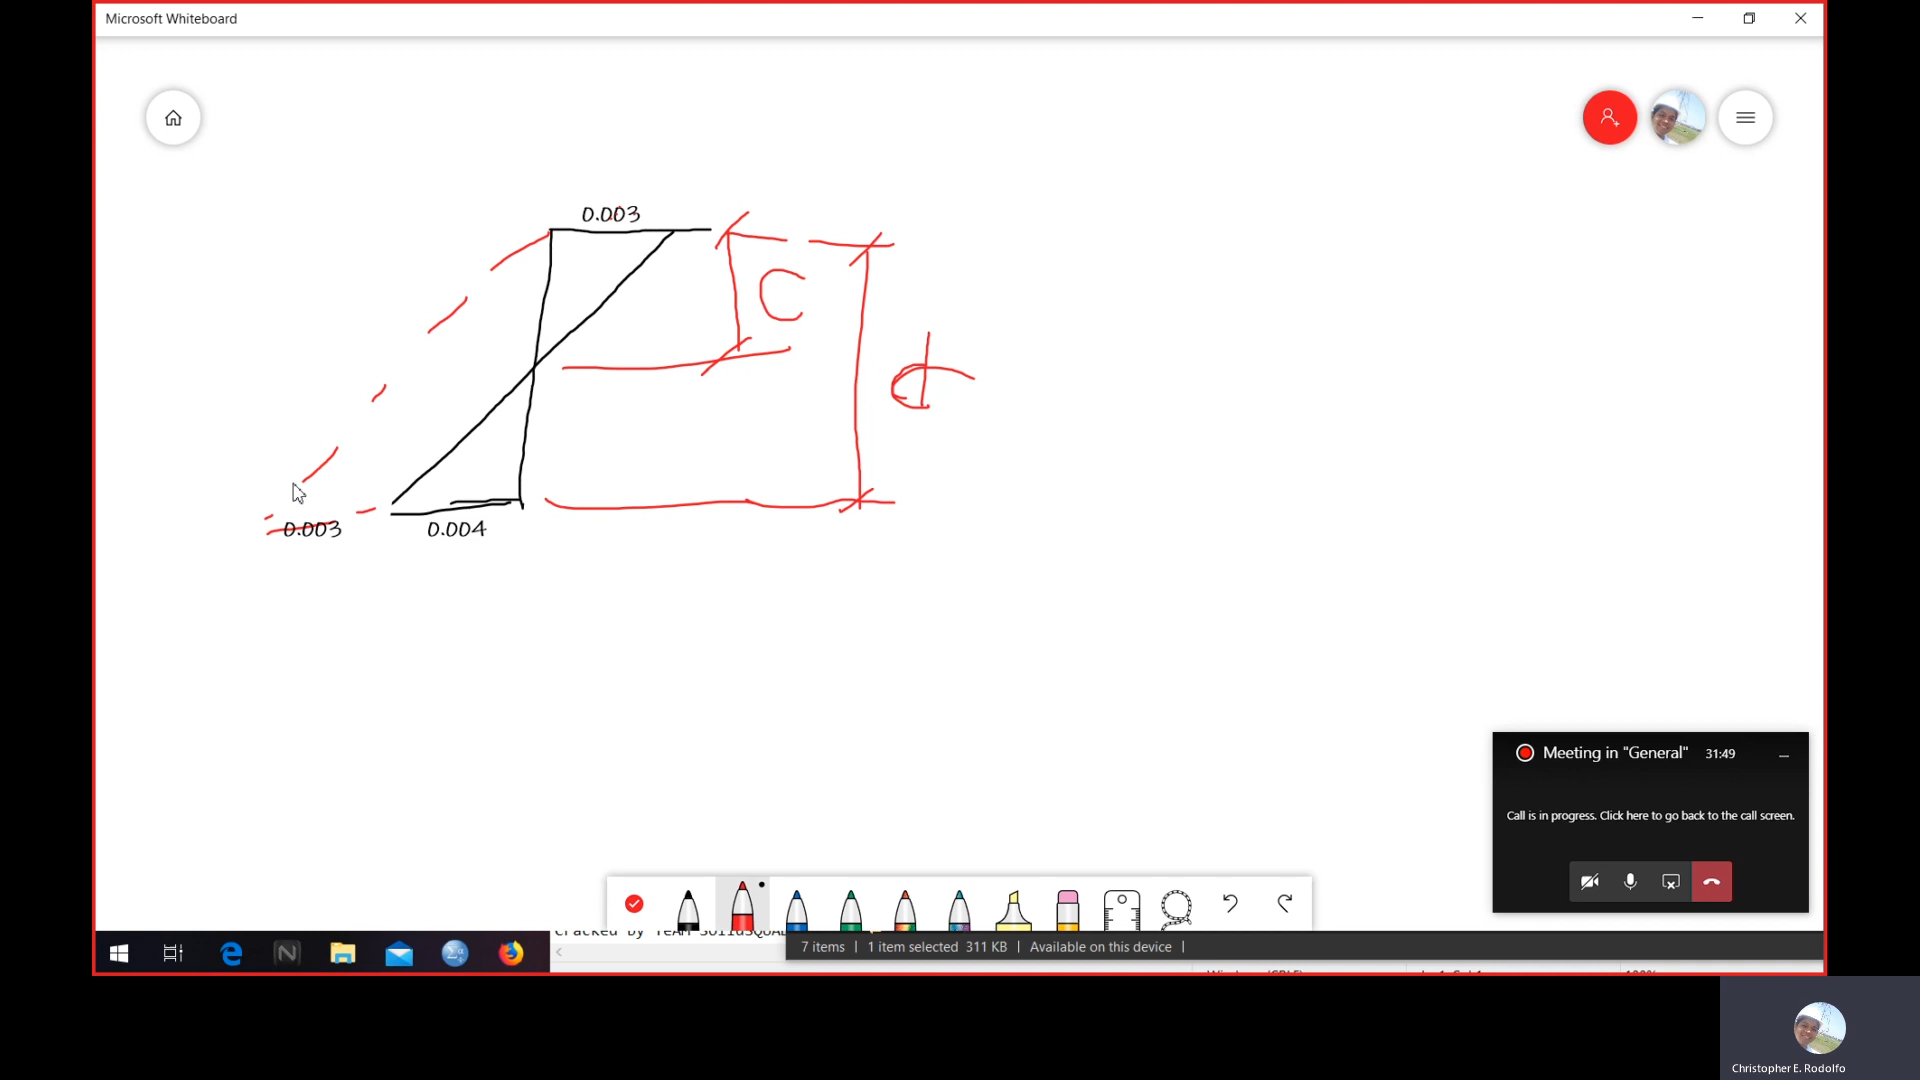 Microsoft Whiteboard
0.003
C
d
0.003
0.004
Meeting in "General" 31:49
Call is in progress. Click here to go back to the call screen.
7 items | 1 item selected 311 KB | Available on this device |
Christopher E. Rodolfo